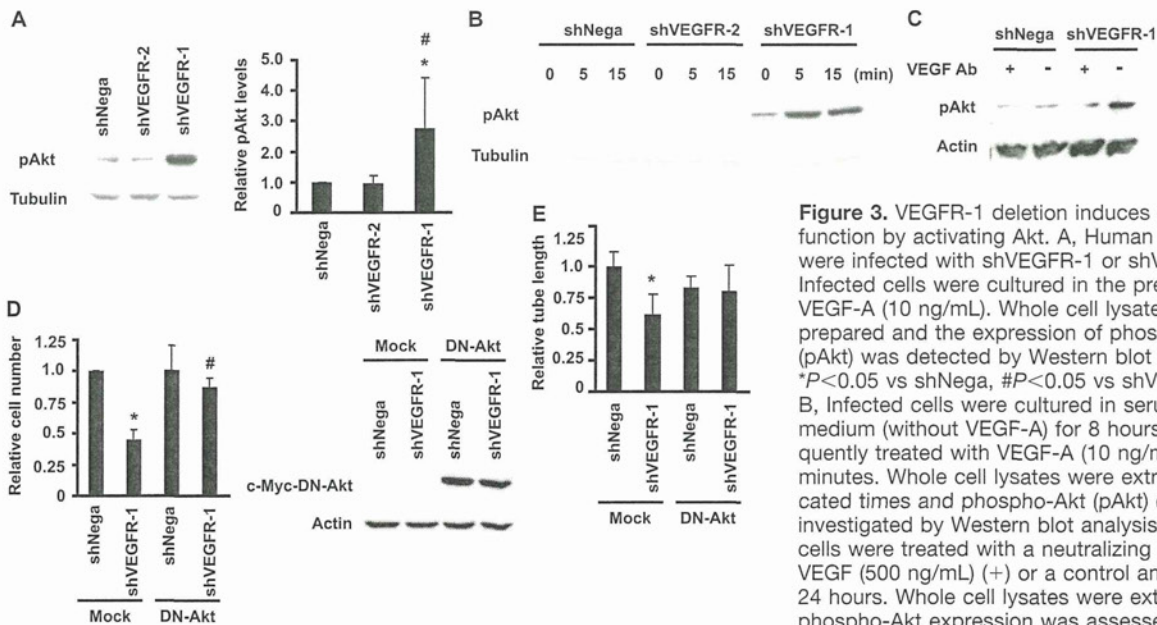 A
shNega
shVEGFR-2
shVEGFR-1
pAkt
Tubulin
Relative pAkt levels
5.0
4.0
3.0
2.0
1.0
0
#
*
shNega
shVEGFR-2
shVEGFR-1
B
shNega shVEGFR-2 shVEGFR-1
0 5 15 0 5 15 0 5 15 (min)
pAkt
Tubulin
C
shNega shVEGFR-1
VEGF Ab + - + -
pAkt
Actin
D
Relative cell number
1.25
1.0
0.75
0.5
0.25
0
*
#
shNega
shVEGFR-1
shNega
shVEGFR-1
Mock DN-Akt
Mock DN-Akt
shNega
shVEGFR-1
shNega
shVEGFR-1
c-Myc-DN-Akt
Actin
E
Relative tube length
1.25
1.0
0.75
0.5
0.25
0
*
shNega
shVEGFR-1
shNega
shVEGFR-1
Mock DN-Akt
Figure 3. VEGFR-1 deletion induces
function by activating Akt. A, Human
were infected with shVEGFR-1 or shV
Infected cells were cultured in the pre
VEGF-A (10 ng/mL). Whole cell lysate
prepared and the expression of phos
(pAkt) was detected by Western blot
*P<0.05 vs shNega, #P<0.05 vs shV
B, Infected cells were cultured in seru
medium (without VEGF-A) for 8 hours
quently treated with VEGF-A (10 ng/m
minutes. Whole cell lysates were extr
cated times and phospho-Akt (pAkt)
investigated by Western blot analysis
cells were treated with a neutralizing
VEGF (500 ng/mL) (+) or a control an
24 hours. Whole cell lysates were ext
phospho-Akt expression was assesse